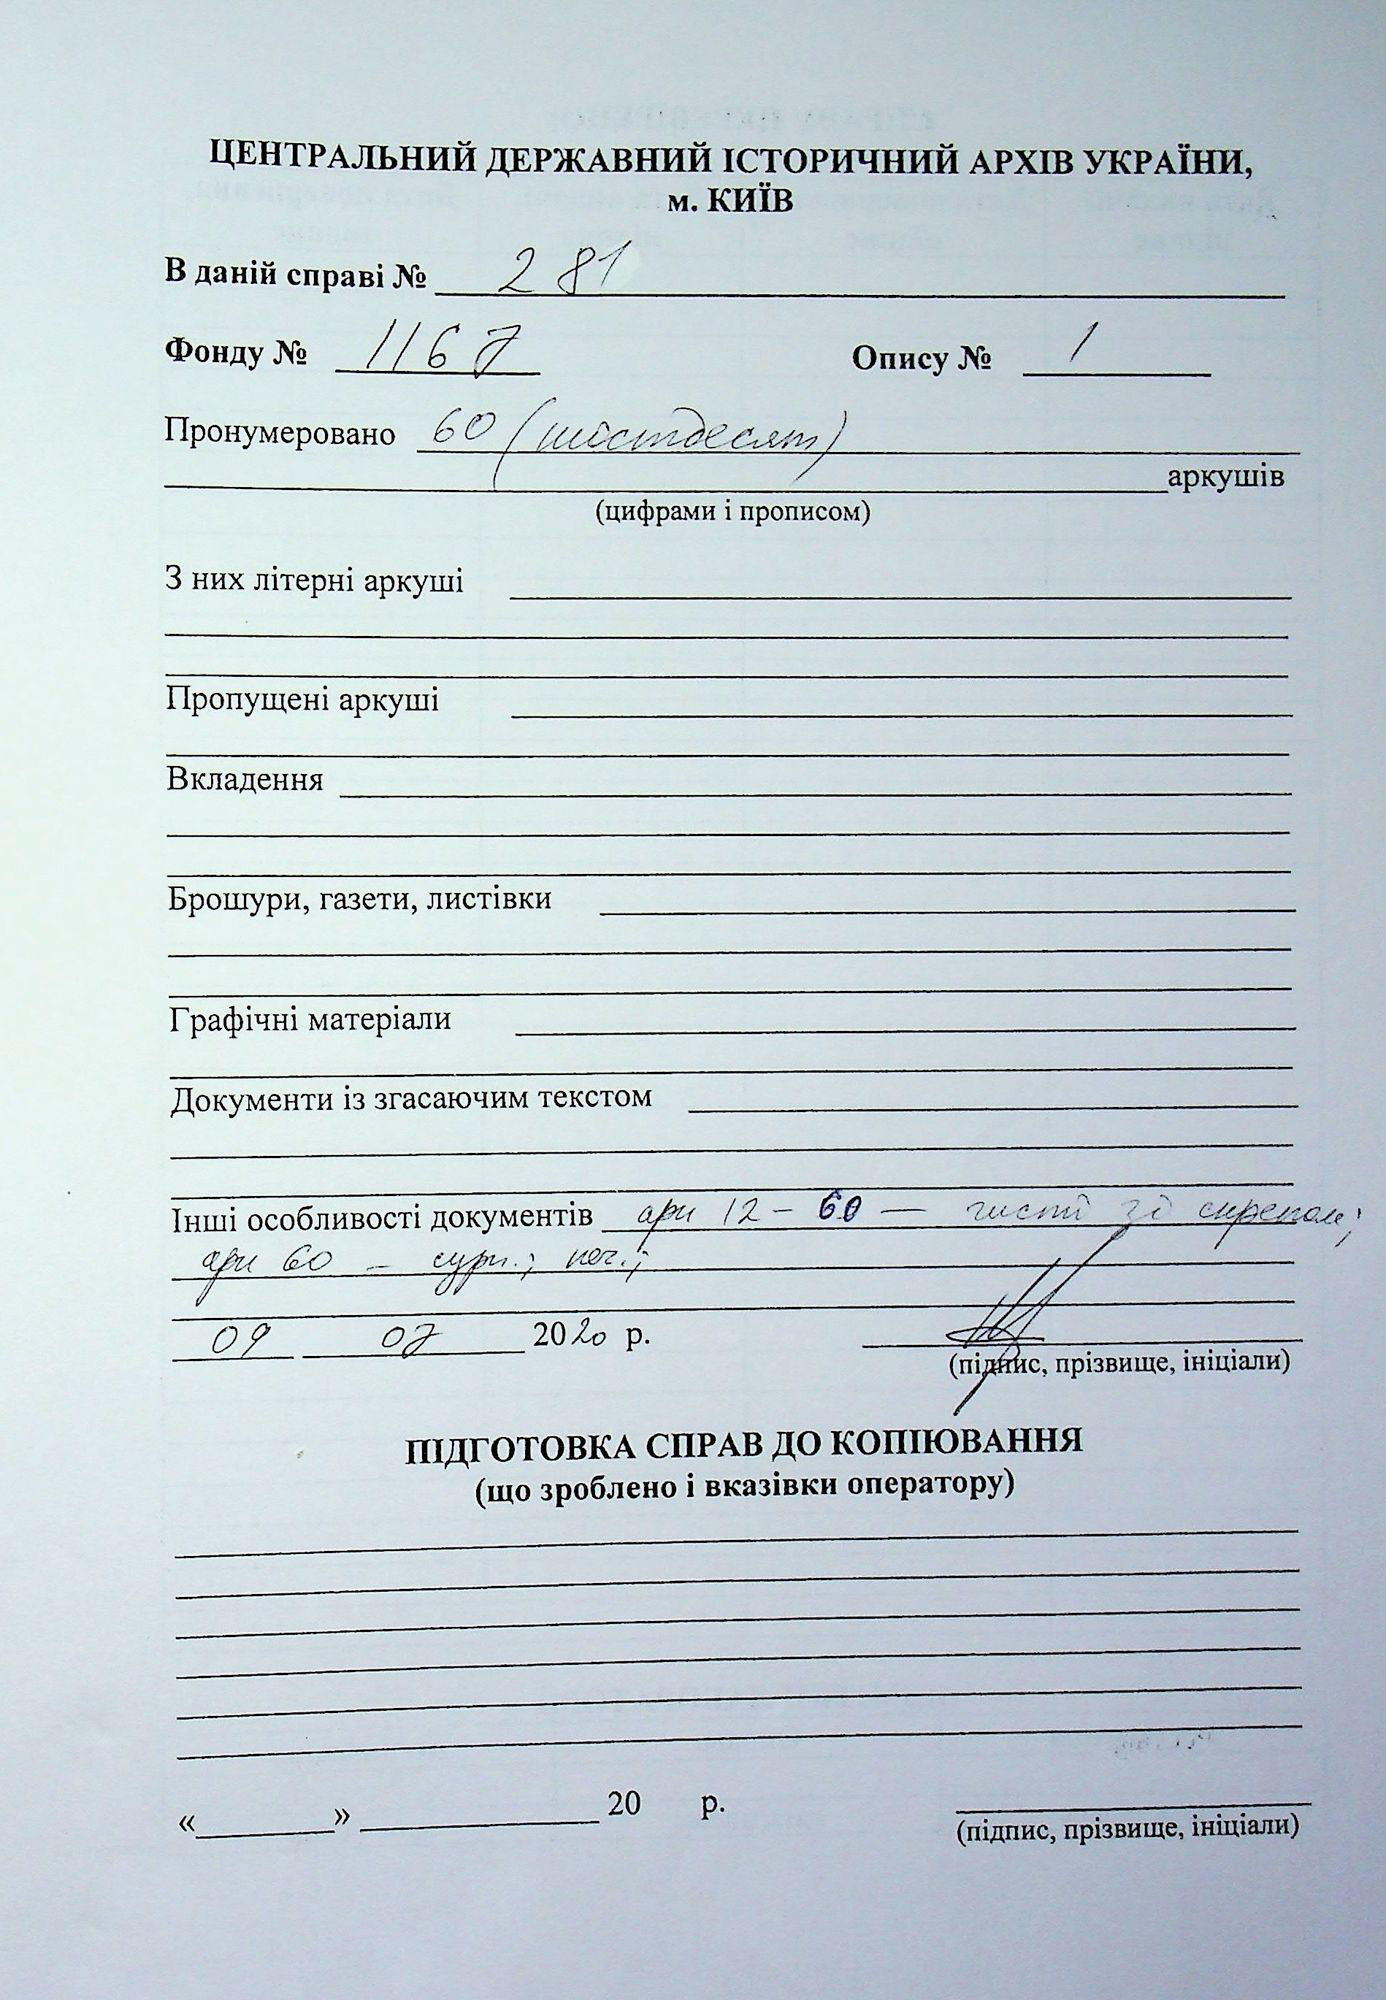 ЦЕНТРАЛЬНИЙ ДЕРЖАВНИЙ ІСТОРИЧНИЙ АРХІВ УКРАЇНИ,
м. КИЇВ
В даній справі № 281
Фонду № 1167 Опису № 1
Пронумеровано 60 (шістдесят)
аркушів
(цифрами і прописом)
З них літерні аркуші
Пропущені аркуші
Вкладення
Брошури, газети, листівки
Графічні матеріали
Документи із згасаючим текстом
Інші особливості документів арк 12 – 60 – чисті зі скрепом;
арк 60 – сург.; печ.;
09 07 2020 р.
(підпис, прізвище, ініціали)
ПІДГОТОВКА СПРАВ ДО КОПІЮВАННЯ
(що зроблено і вказівки оператору)
« » 20 р.
(підпис, прізвище, ініціали)